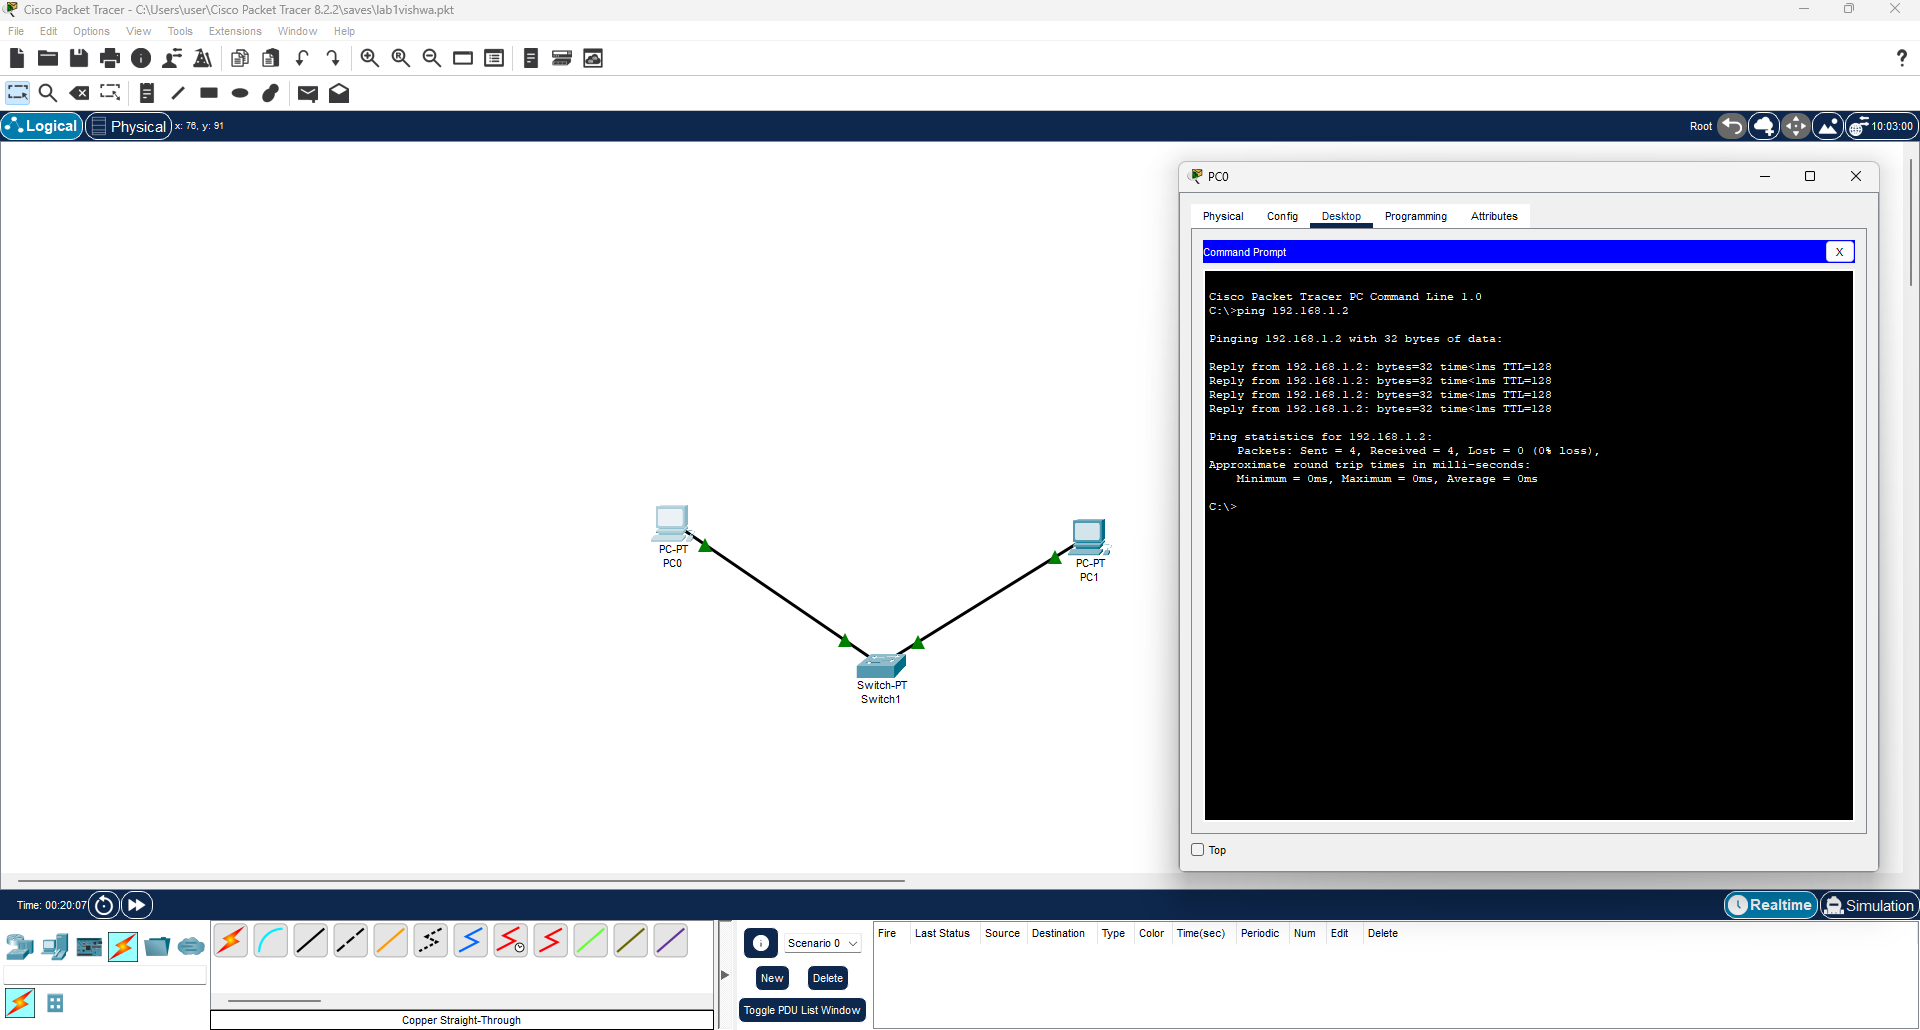 Cisco Packet Tracer - C:\Users\user\Cisco Packet Tracer 8.2.2\saves\lab1vishwa.pkt
File Edit Options View Tools Extensions Window Help
Logical Physical x: 76, y: 91 Root 10:03:00
PC0
Physical Config Desktop Programming Attributes
Command Prompt X
Cisco Packet Tracer PC Command Line 1.0
C:\>ping 192.168.1.2
Pinging 192.168.1.2 with 32 bytes of data:
Reply from 192.168.1.2: bytes=32 time<1ms TTL=128
Reply from 192.168.1.2: bytes=32 time<1ms TTL=128
Reply from 192.168.1.2: bytes=32 time<1ms TTL=128
Reply from 192.168.1.2: bytes=32 time<1ms TTL=128
Ping statistics for 192.168.1.2:
Packets: Sent = 4, Received = 4, Lost = 0 (0% loss),
Approximate round trip times in milli-seconds:
Minimum = 0ms, Maximum = 0ms, Average = 0ms
C:\>
Top
PC-PT
PC0
PC-PT
PC1
Switch-PT
Switch1
Time: 00:20:07 Realtime Simulation
Scenario 0
New Delete
Toggle PDU List Window
Fire Last Status Source Destination Type Color Time(sec) Periodic Num Edit Delete
Copper Straight-Through